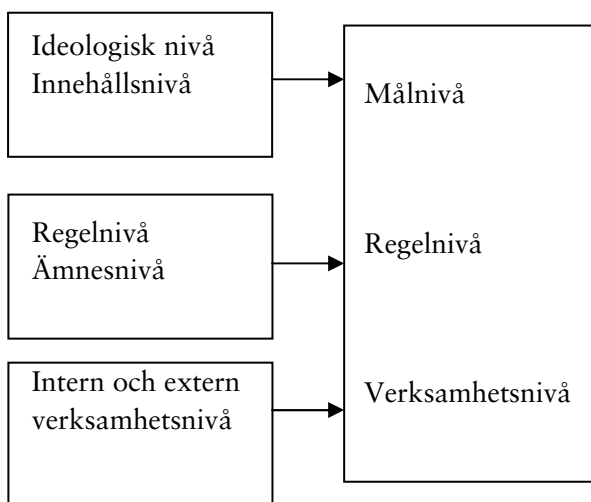 Ideologisk nivå
Innehållsnivå
Målnivå
Regelnivå
Ämnesnivå
Regelnivå
Intern och extern
verksamhetsnivå
Verksamhetsnivå